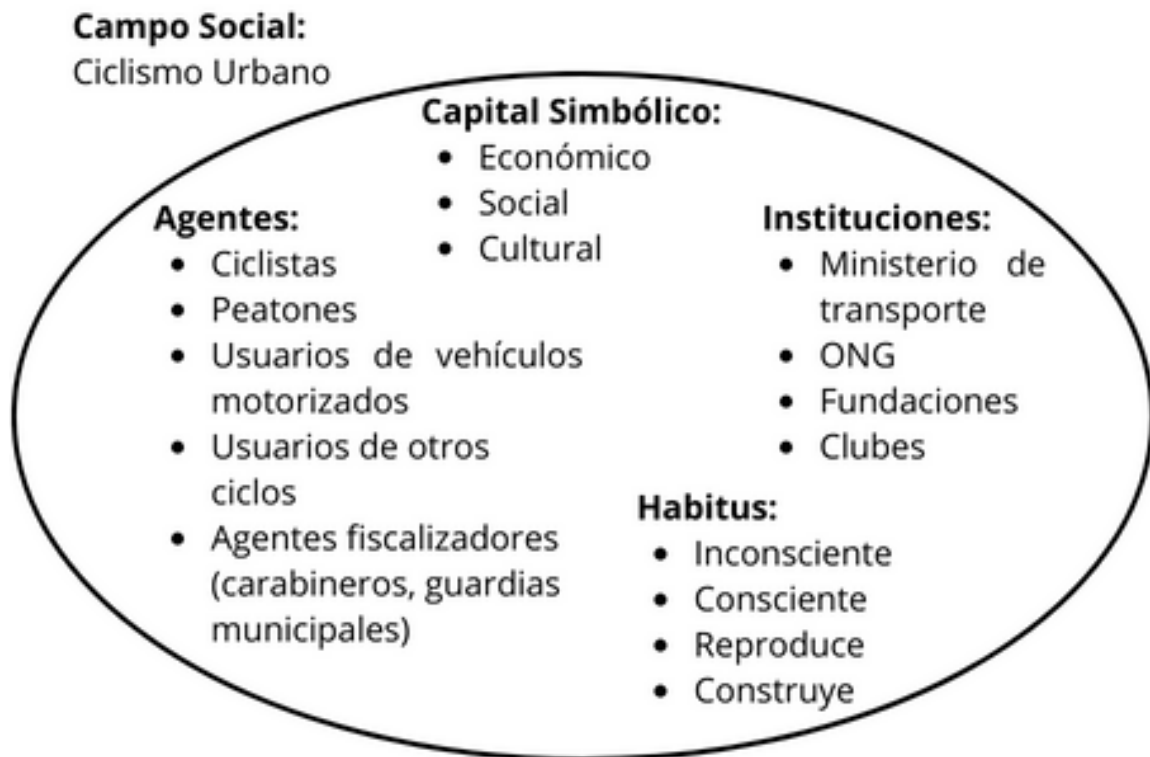 Campo Social:
Ciclismo Urbano
Capital Simbólico:
• Económico
• Social
• Cultural
Agentes:
• Ciclistas
• Peatones
• Usuarios de vehículos
motorizados
• Usuarios de otros
ciclos
• Agentes fiscalizadores
(carabineros, guardias
municipales)
Instituciones:
• Ministerio de
transporte
• ONG
• Fundaciones
• Clubes
Habitus:
• Inconsciente
• Consciente
• Reproduce
• Construye